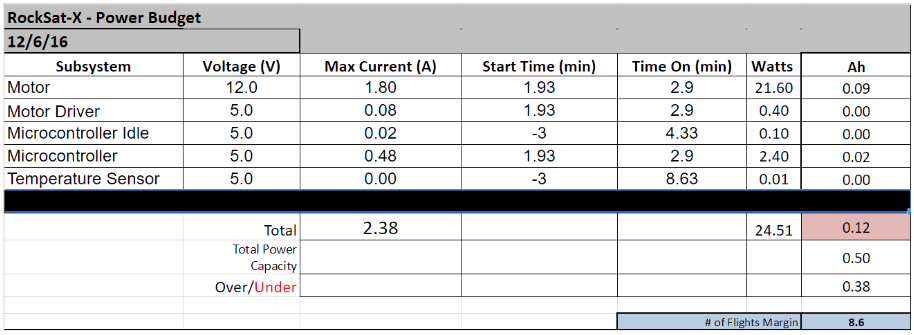 RockSat-X - Power Budget
12/6/16
Subsystem Voltage (V) Max Current (A) Start Time (min) Time On (min) Watts Ah
Motor 12.0 1.80 1.93 2.9 21.60 0.09
Motor Driver 5.0 0.08 1.93 2.9 0.40 0.00
Microcontroller Idle 5.0 0.02 -3 4.33 0.10 0.00
Microcontroller 5.0 0.48 1.93 2.9 2.40 0.02
Temperature Sensor 5.0 0.00 -3 8.63 0.01 0.00
Total 2.38 24.51 0.12
Total Power
Capacity 0.50
Over/Under 0.38
# of Flights Margin 8.6